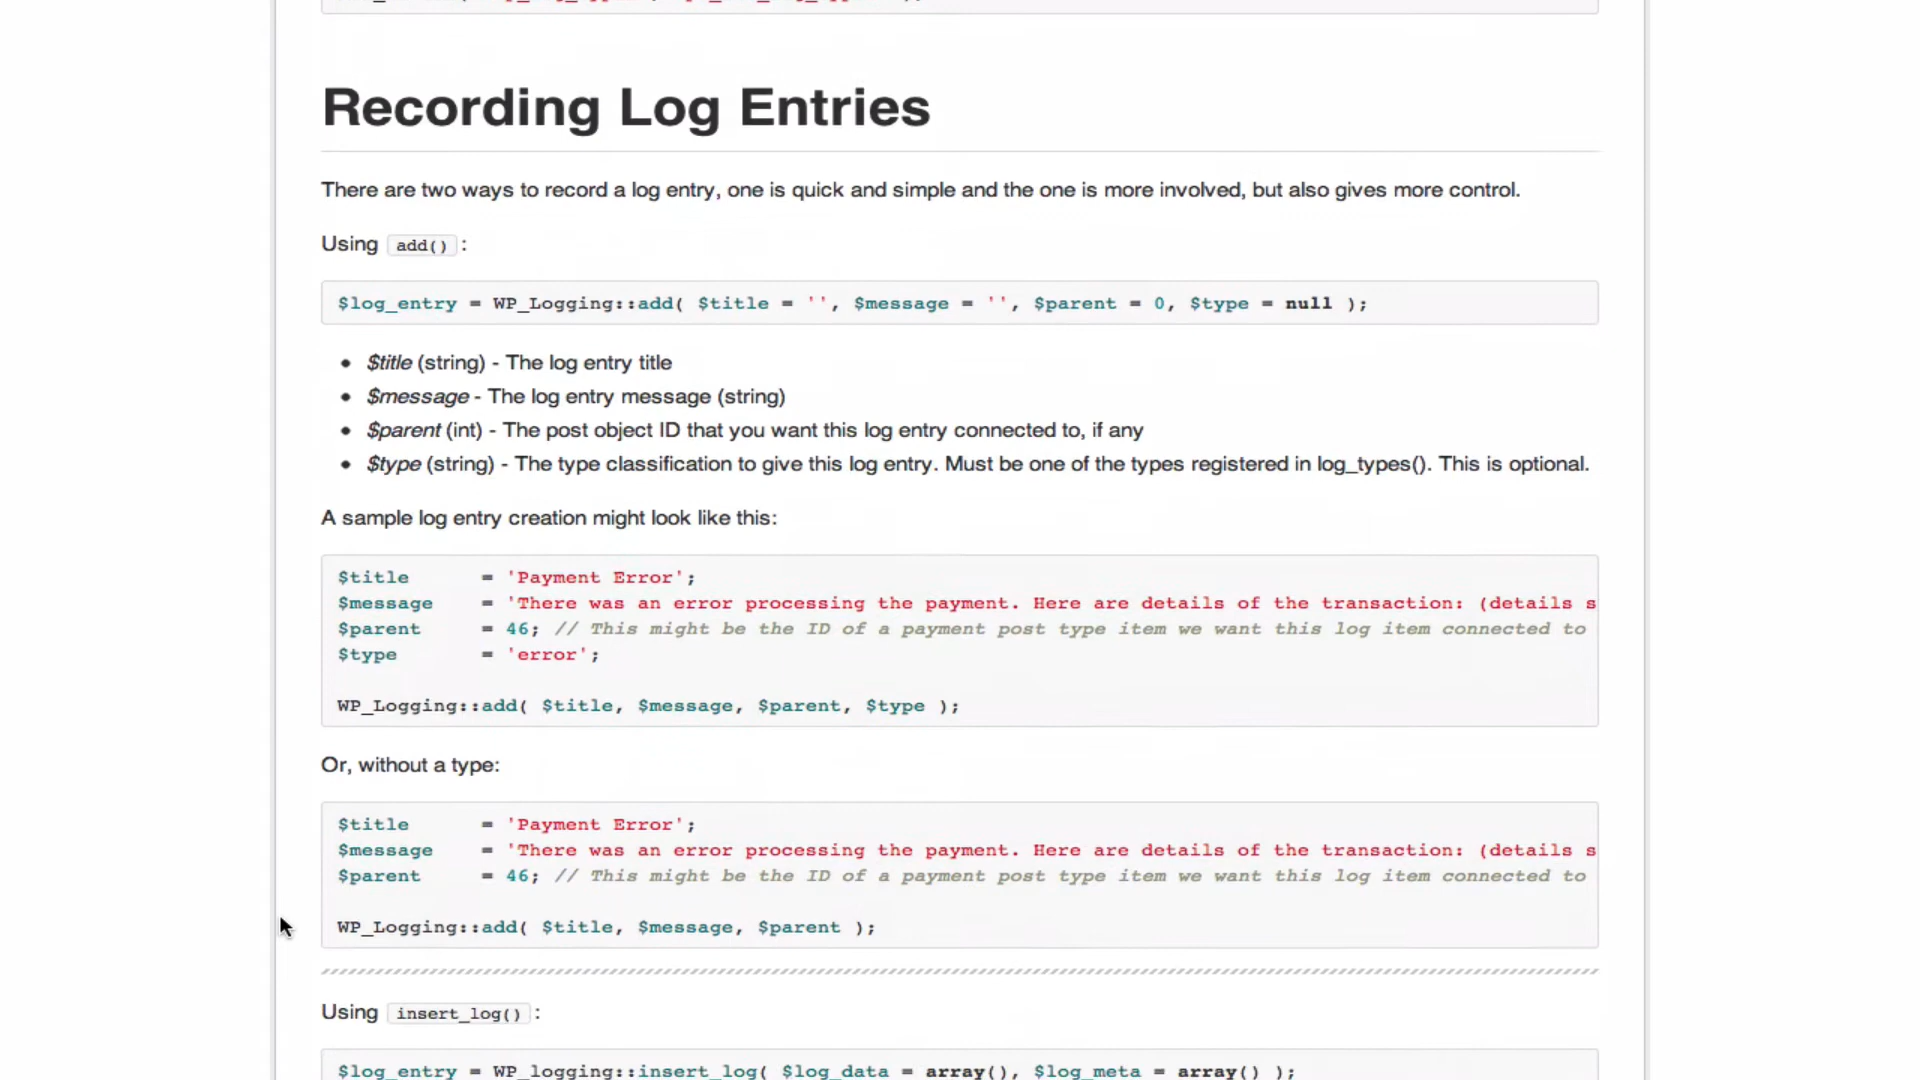 Recording Log Entries
There are two ways to record a log entry, one is quick and simple and the one is more involved, but also gives more control.
Using add() :
$log_entry = WP_Logging::add( $title = '', $message = '', $parent = 0, $type = null );
• $title (string) - The log entry title
• $message - The log entry message (string)
• $parent (int) - The post object ID that you want this log entry connected to, if any
• $type (string) - The type classification to give this log entry. Must be one of the types registered in log_types(). This is optional.
A sample log entry creation might look like this:
$title      = 'Payment Error';
$message    = 'There was an error processing the payment. Here are details of the transaction: (details s
$parent     = 46; // This might be the ID of a payment post type item we want this log item connected to
$type       = 'error';
WP_Logging::add( $title, $message, $parent, $type );
Or, without a type:
$title      = 'Payment Error';
$message    = 'There was an error processing the payment. Here are details of the transaction: (details s
$parent     = 46; // This might be the ID of a payment post type item we want this log item connected to
WP_Logging::add( $title, $message, $parent );
Using insert_log() :
$log_entry = WP_logging::insert_log( $log_data = array(), $log_meta = array() );